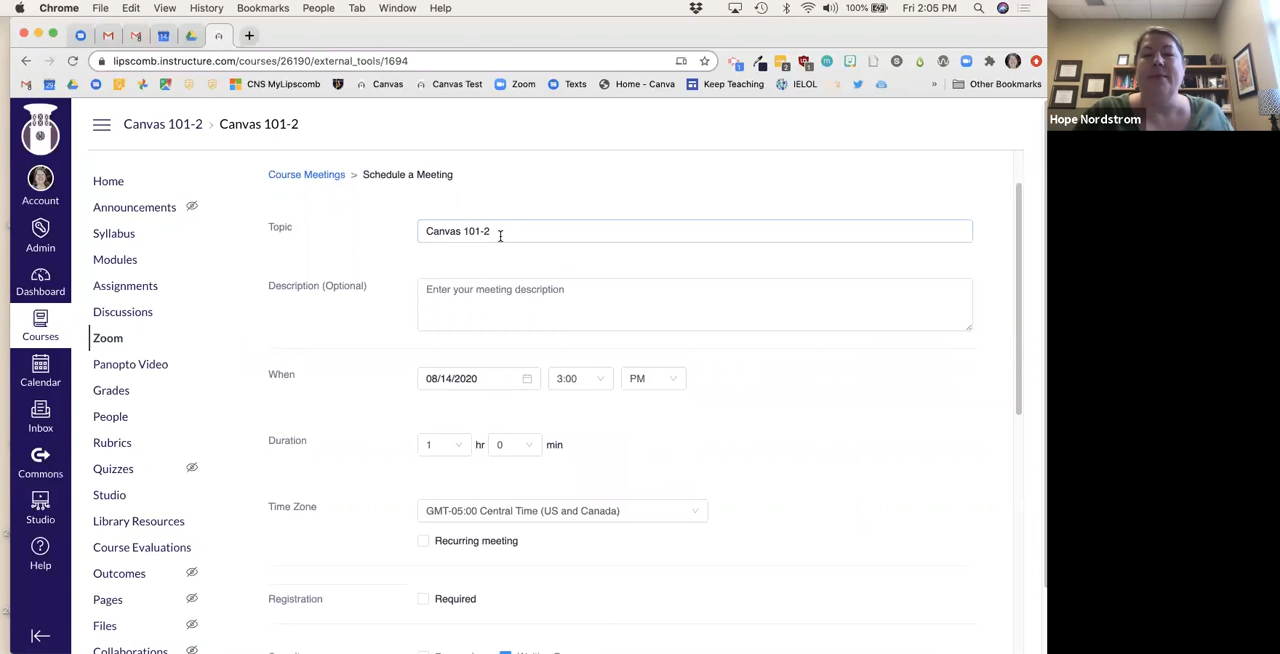 Chrome File Edit View History Bookmarks People Tab Window Help 100% Fri 2:05 PM
lipscomb.instructure.com/courses/26190/external_tools/1694
CNS MyLipscomb Canvas Canvas Test Zoom Texts Home - Canva Keep Teaching IELOL » Other Bookmarks
Hope Nordstrom
Canvas 101-2 › Canvas 101-2
Account
Admin
Dashboard
Courses
Calendar
Inbox
Commons
Studio
Help
Home
Announcements
Syllabus
Modules
Assignments
Discussions
Zoom
Panopto Video
Grades
People
Rubrics
Quizzes
Studio
Library Resources
Course Evaluations
Outcomes
Pages
Files
Collaborations
Course Meetings > Schedule a Meeting
Topic Canvas 101-2
Description (Optional) Enter your meeting description
When 08/14/2020 3:00 PM
Duration 1 hr 0 min
Time Zone GMT-05:00 Central Time (US and Canada)
Recurring meeting
Registration Required